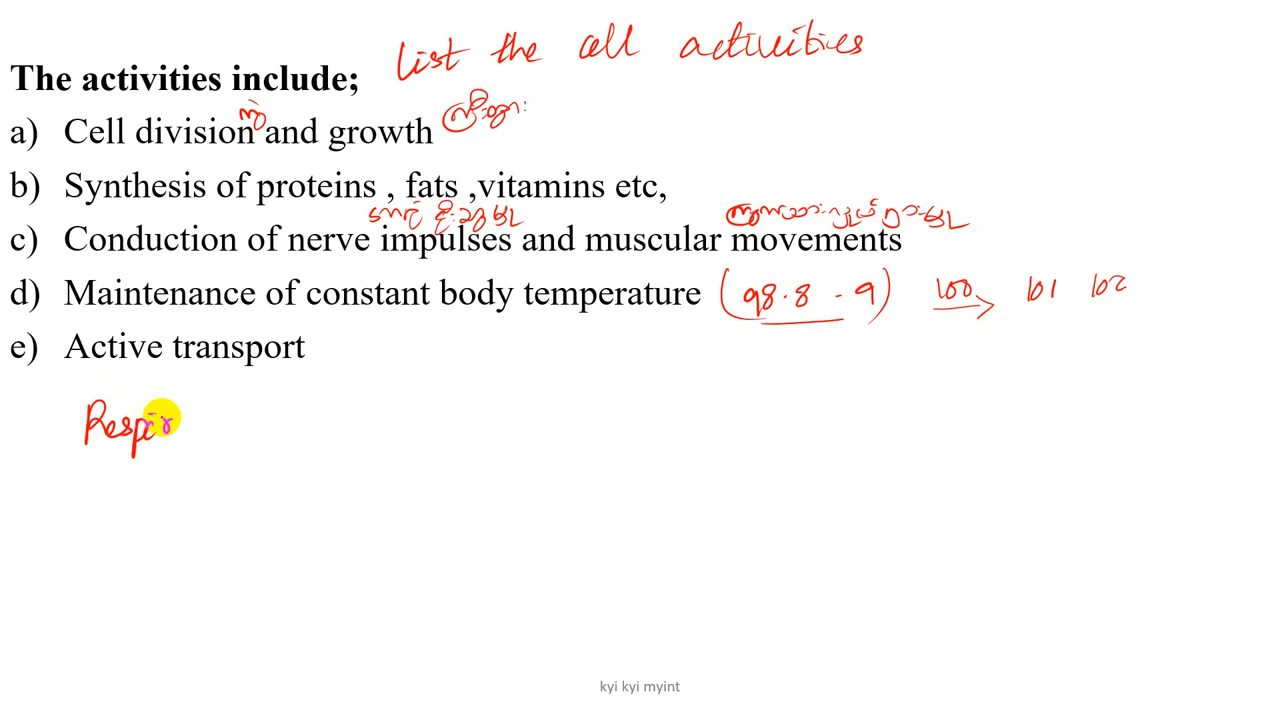 List the cell activities
The activities include;
a) Cell division and growth
b) Synthesis of proteins , fats ,vitamins etc,
c) Conduction of nerve impulses and muscular movements
d) Maintenance of constant body temperature (98.8 - 9) 100 101 102
e) Active transport
Respir
kyi kyi myint